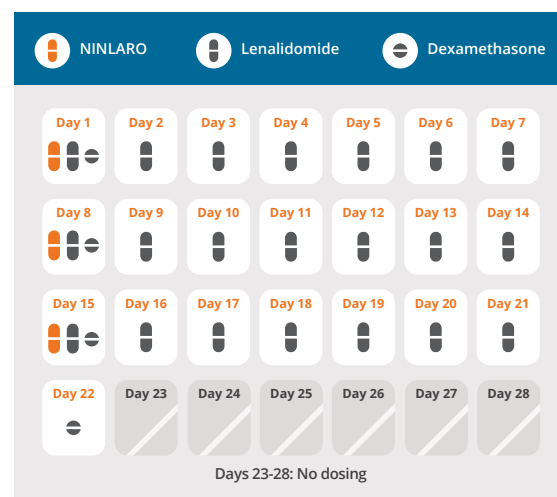 NINLARO Lenalidomide Dexamethasone
Day 1 Day 2 Day 3 Day 4 Day 5 Day 6 Day 7
Day 8 Day 9 Day 10 Day 11 Day 12 Day 13 Day 14
Day 15 Day 16 Day 17 Day 18 Day 19 Day 20 Day 21
Day 22 Day 23 Day 24 Day 25 Day 26 Day 27 Day 28
Days 23-28: No dosing